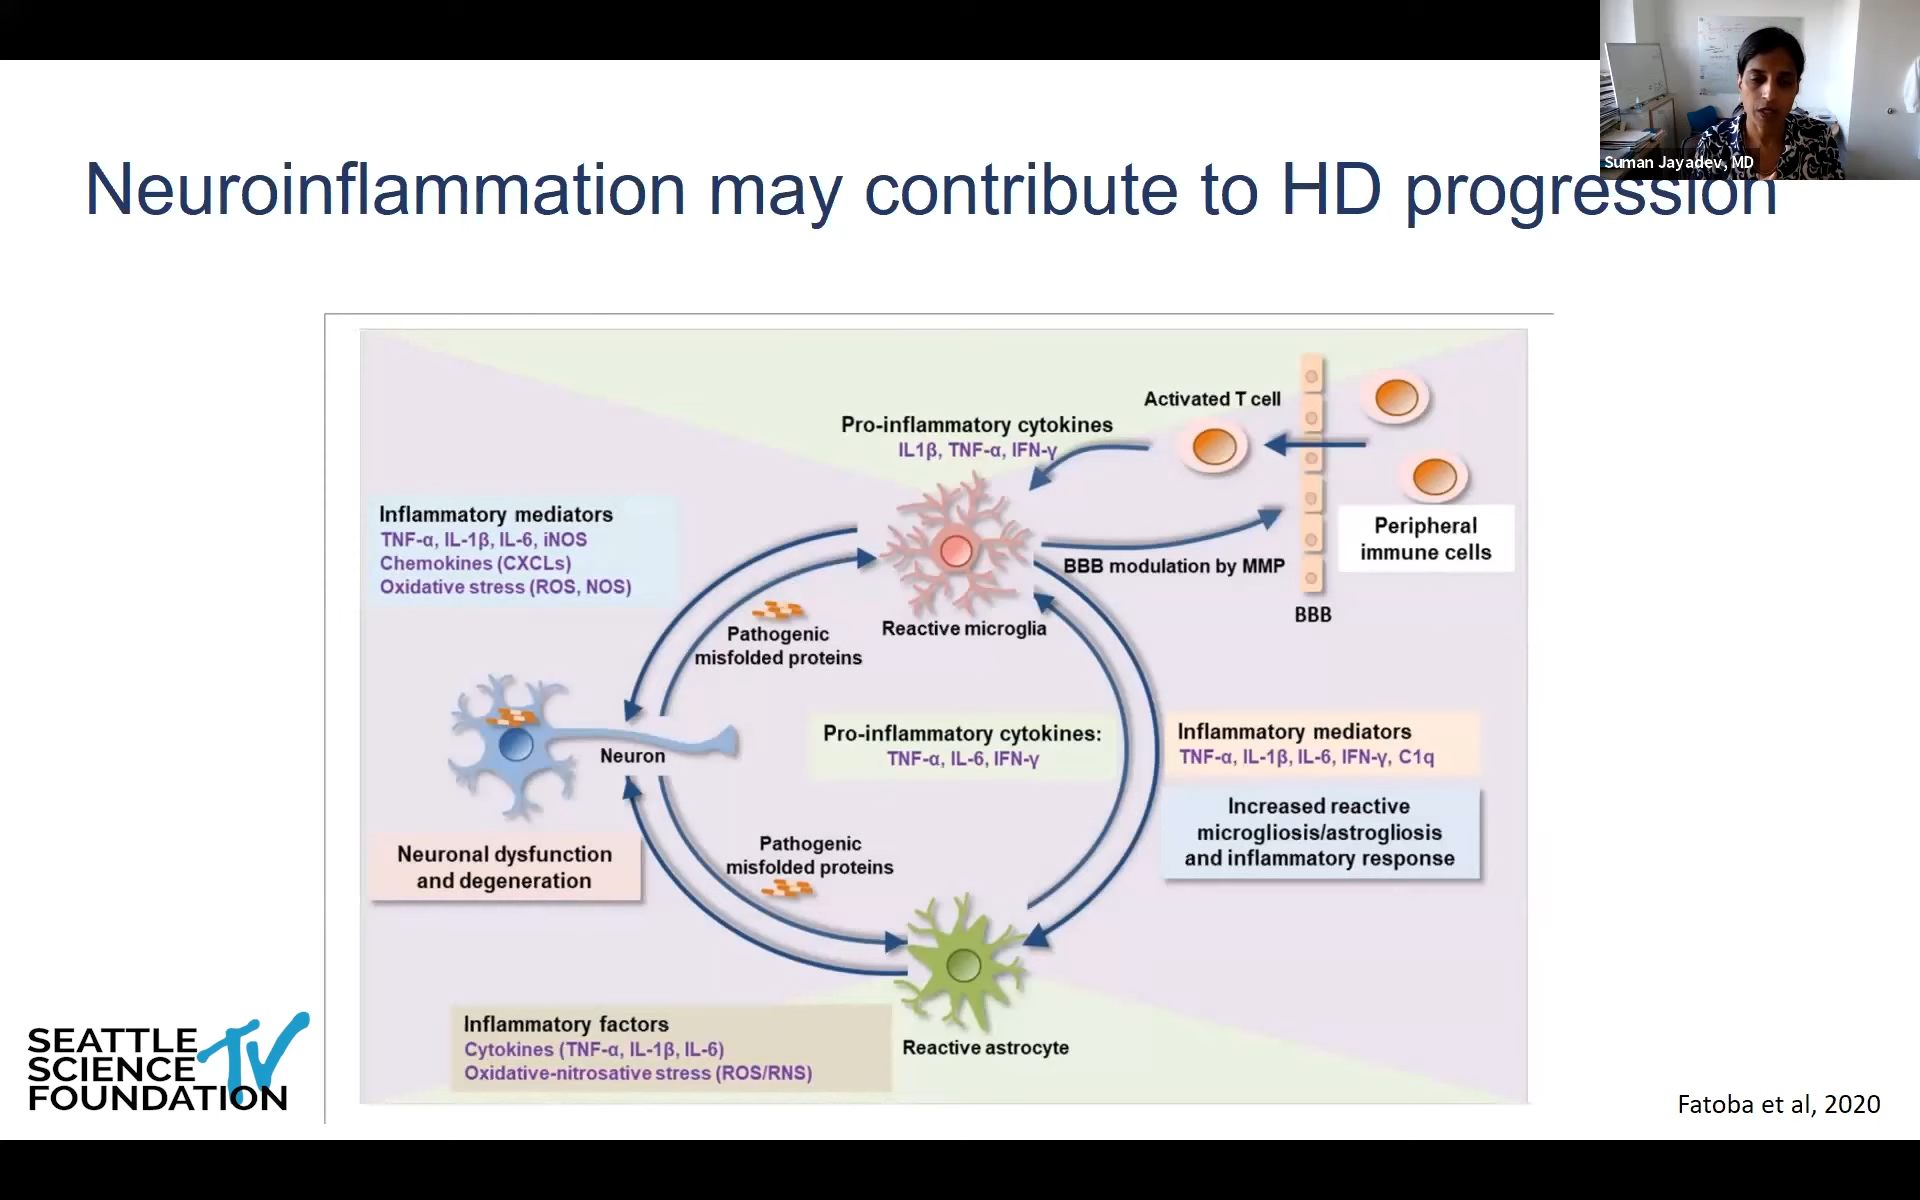 Suman Jayadev, MD
Neuroinflammation may contribute to HD progression
Activated T cell
Pro-inflammatory cytokines
IL1β, TNF-α, IFN-γ
Peripheral
immune cells
BBB modulation by MMP
BBB
Inflammatory mediators
TNF-α, IL-1β, IL-6, iNOS
Chemokines (CXCLs)
Oxidative stress (ROS, NOS)
Pathogenic
misfolded proteins
Reactive microglia
Neuron
Pro-inflammatory cytokines:
TNF-α, IL-6, IFN-γ
Inflammatory mediators
TNF-α, IL-1β, IL-6, IFN-γ, C1q
Increased reactive
microgliosis/astrogliosis
and inflammatory response
Neuronal dysfunction
and degeneration
Pathogenic
misfolded proteins
Inflammatory factors
Cytokines (TNF-α, IL-1β, IL-6)
Oxidative-nitrosative stress (ROS/RNS)
Reactive astrocyte
SEATTLE
SCIENCE TV
FOUNDATION
Fatoba et al, 2020